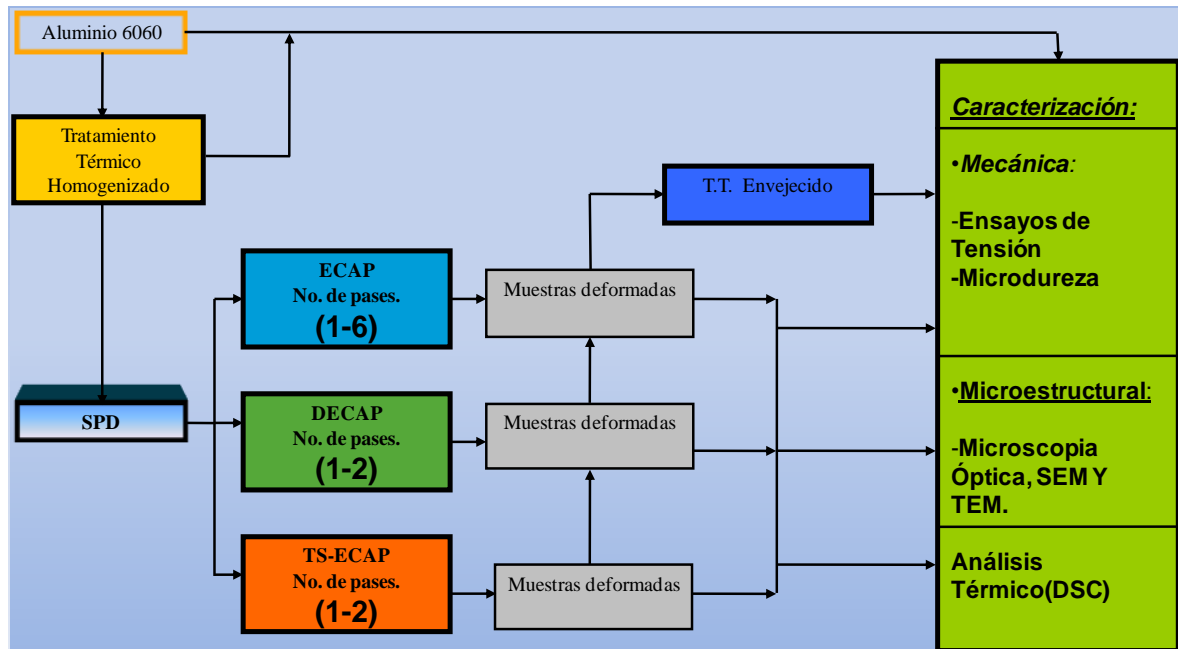 Aluminio 6060
Tratamiento
Térmico
Homogenizado
SPD
ECAP
No. de pases.
(1-6)
DECAP
No. de pases.
(1-2)
TS-ECAP
No. de pases.
(1-2)
Muestras deformadas
Muestras deformadas
Muestras deformadas
T.T. Envejecido
Caracterización:
•Mecánica:
-Ensayos de
Tensión
-Microdureza
•Microestructural:
-Microscopia
Óptica, SEM Y
TEM.
Análisis
Térmico(DSC)